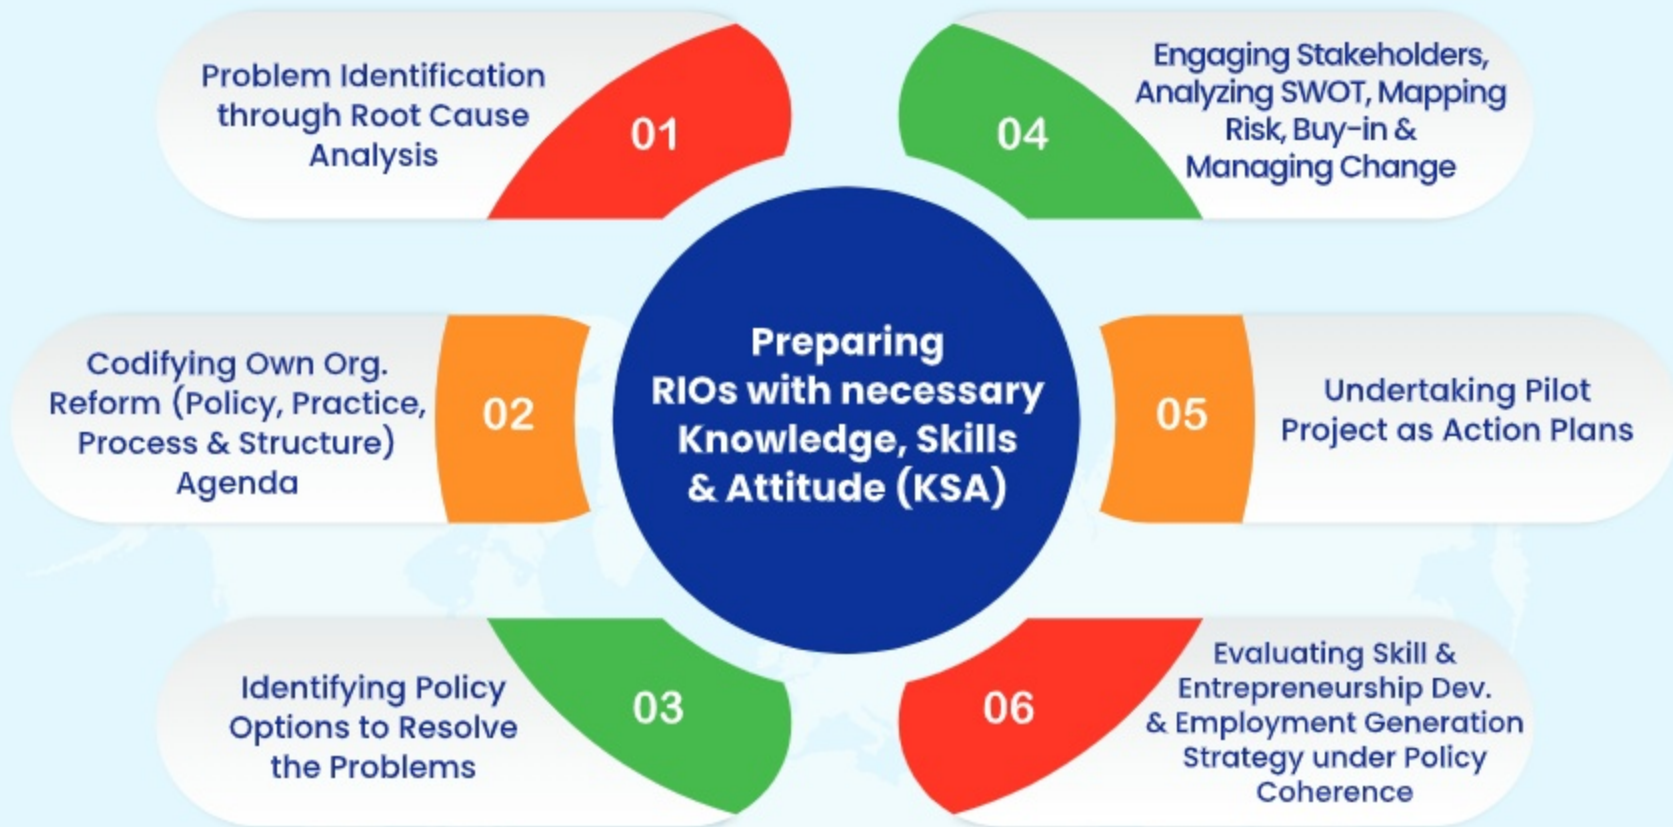 Problem Identification
through Root Cause
Analysis
01
Codifying Own Org.
Reform (Policy, Practice,
Process & Structure)
Agenda
02
Identifying Policy
Options to Resolve
the Problems
03
Preparing
RIOs with necessary
Knowledge, Skills
& Attitude (KSA)
04
Engaging Stakeholders,
Analyzing SWOT, Mapping
Risk, Buy-in &
Managing Change
05
Undertaking Pilot
Project as Action Plans
06
Evaluating Skill &
Entrepreneurship Dev.
& Employment Generation
Strategy under Policy
Coherence